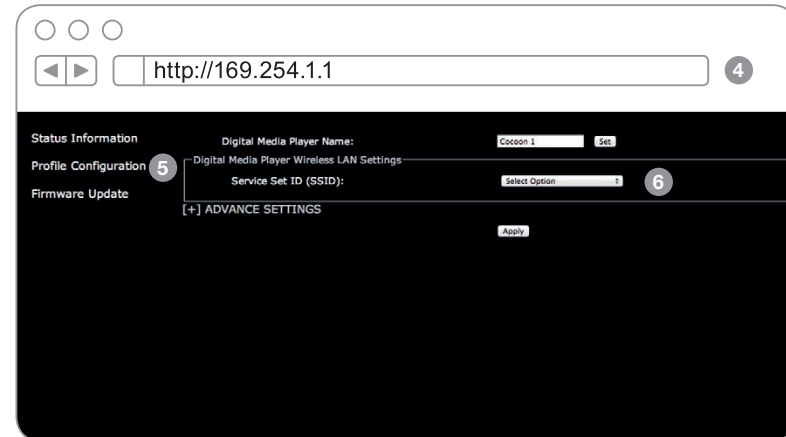 http://169.254.1.1
4
Status Information
Digital Media Player Name:
Cocoon 1
Set
Profile Configuration
5
Digital Media Player Wireless LAN Settings
Service Set ID (SSID):
Select Option
6
Firmware Update
[+] ADVANCE SETTINGS
Apply